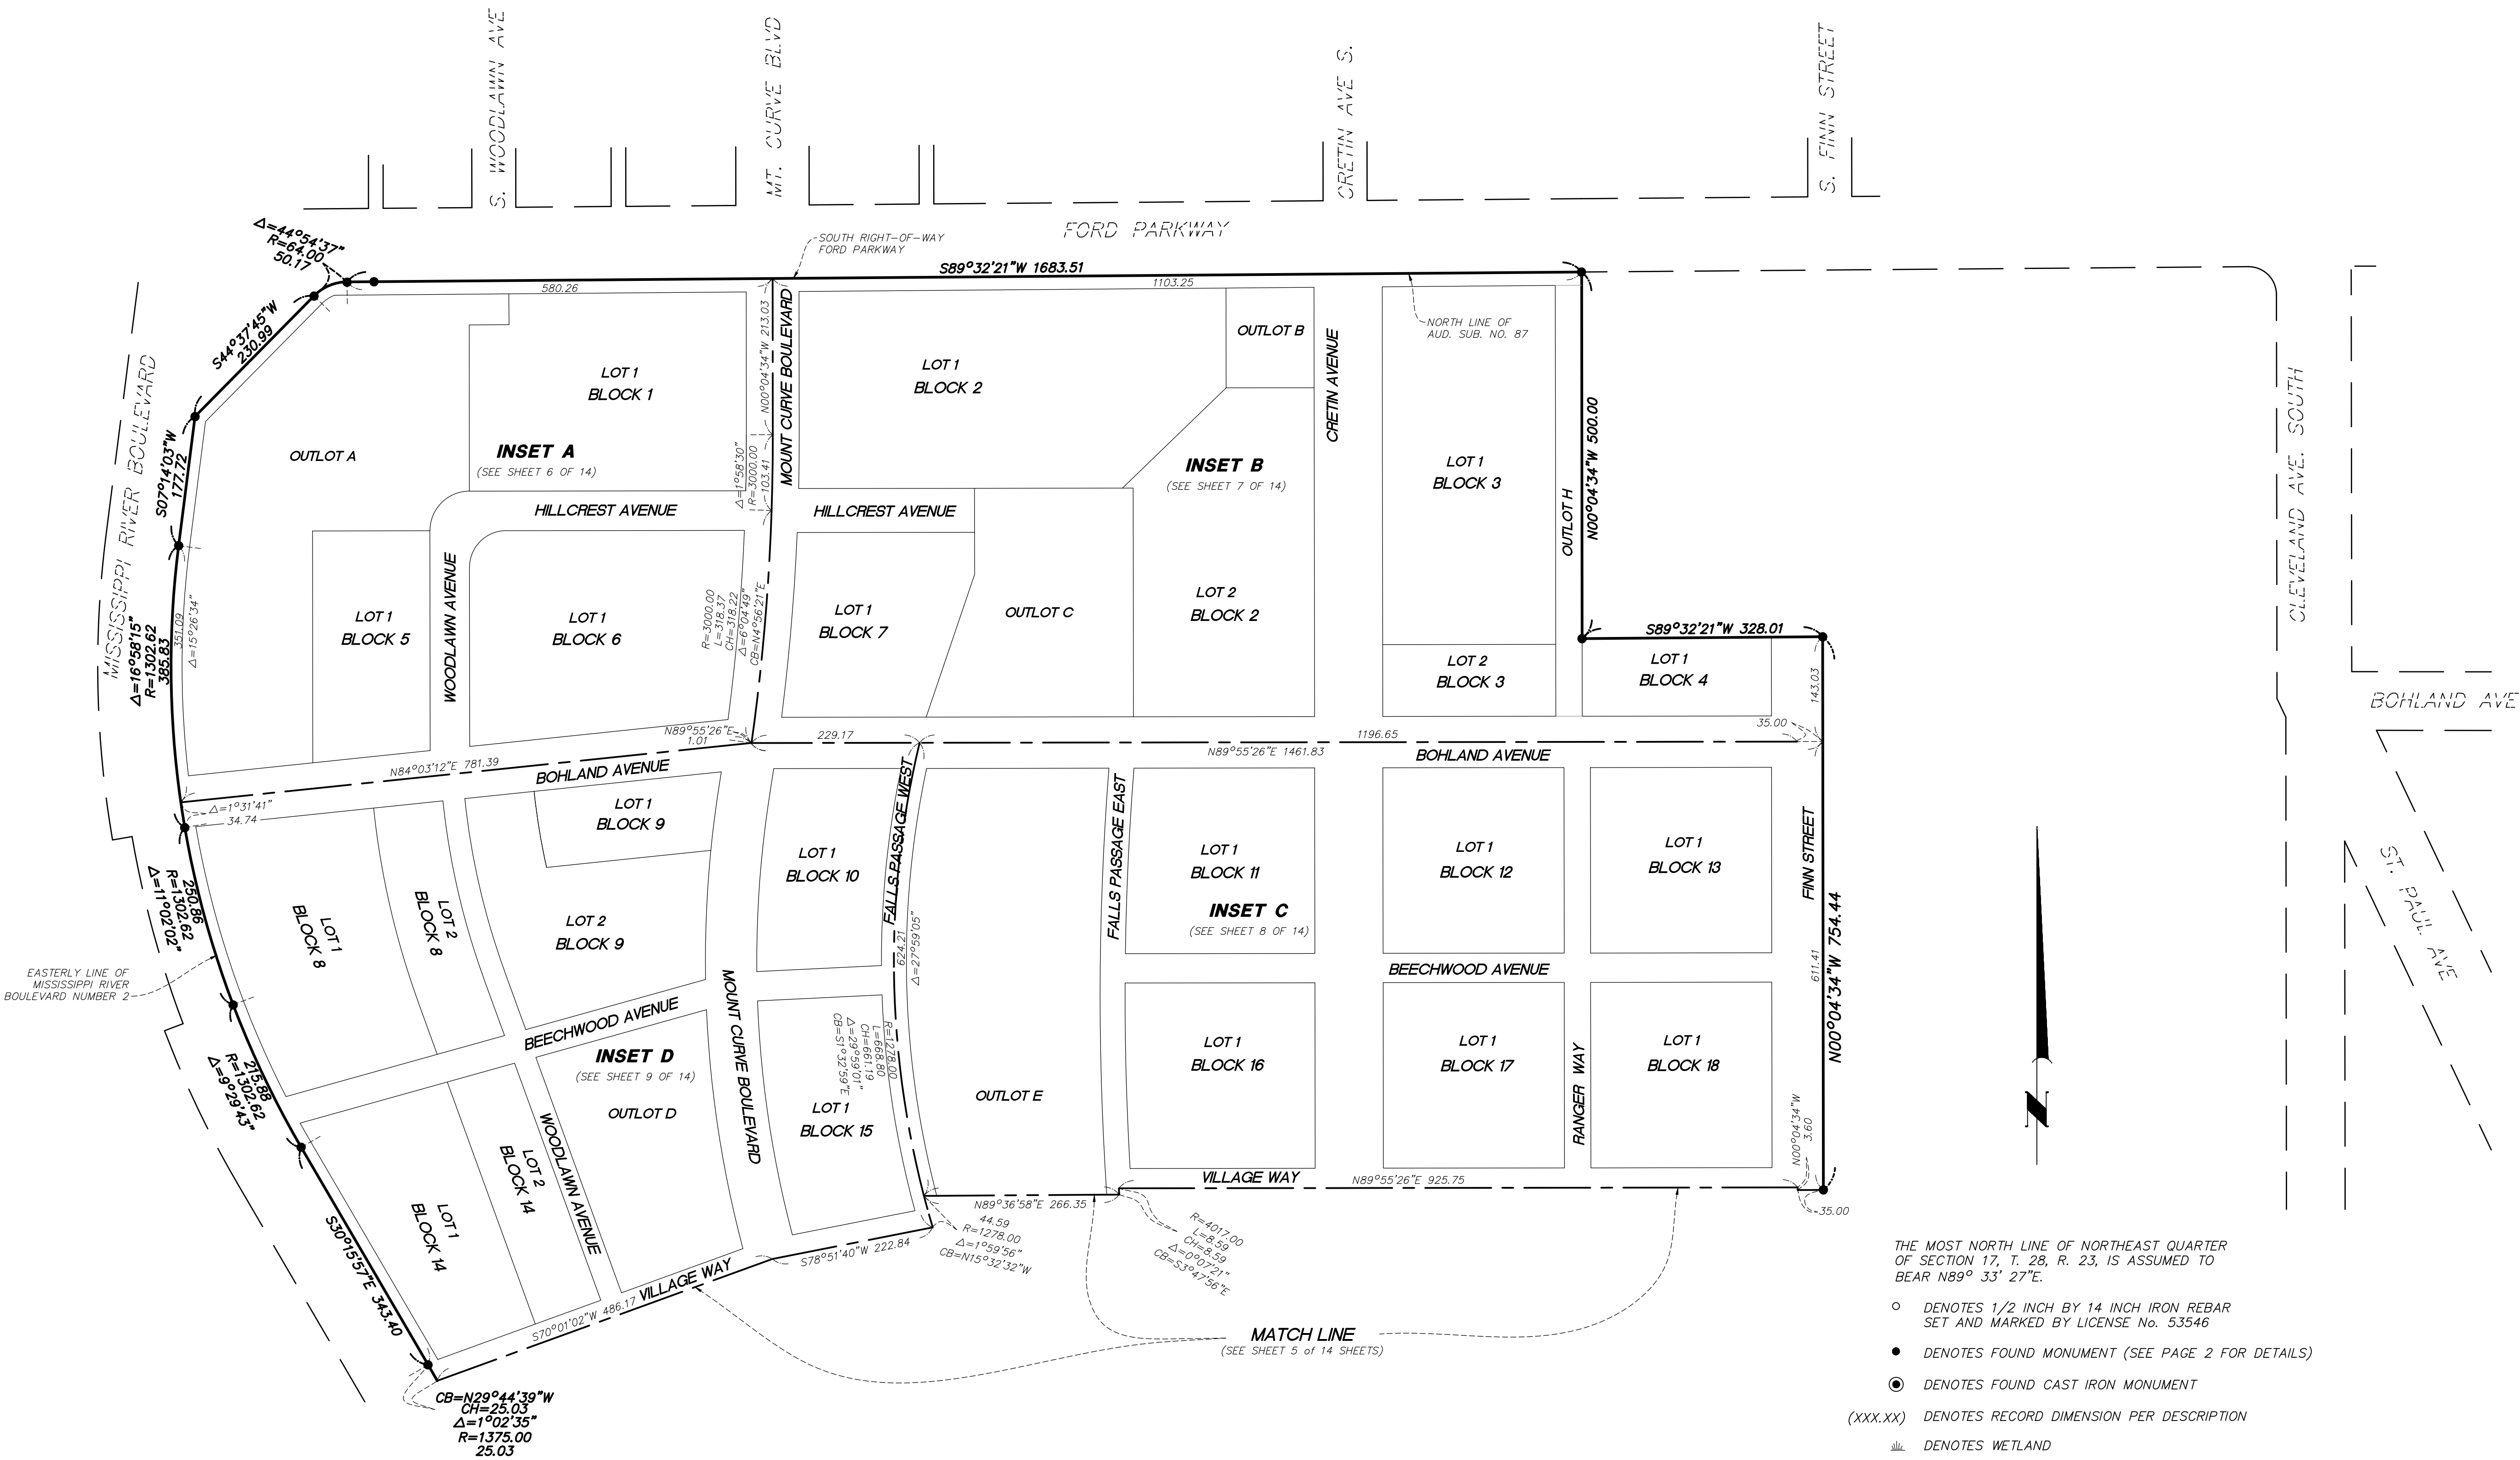 S. WOODLAWN AVE
MT. CURVE BLVD
CRETIN AVE S.
S. FINN STREET
FORD PARKWAY
SOUTH RIGHT-OF-WAY
FORD PARKWAY
Δ=44°54'37"
R=64.00
50.17
S89°32'21"W 1683.51
580.26
1103.25
NORTH LINE OF
AUD. SUB. NO. 87
S44°37'45"W
230.99
S07°14'03"W
177.72
MISSISSIPPI RIVER BOULEVARD
Δ=16°58'15"
R=1302.62
385.83
351.09
Δ=15°26'34"
OUTLOT A
LOT 1
BLOCK 1
INSET A
(SEE SHEET 6 OF 14)
N00°04'34"W 213.03
MOUNT CURVE BOULEVARD
Δ=1°58'30"
R=3000.00
103.41
LOT 1
BLOCK 2
OUTLOT B
CRETIN AVENUE
INSET B
(SEE SHEET 7 OF 14)
LOT 1
BLOCK 3
OUTLOT H
N00°04'34"W 500.00
CLEVELAND AVE. SOUTH
HILLCREST AVENUE
HILLCREST AVENUE
WOODLAWN AVENUE
LOT 1
BLOCK 5
LOT 1
BLOCK 6
R=3000.00
L=318.37
CH=318.22
Δ=6°04'49"
CB=N4°56'21"E
LOT 1
BLOCK 7
OUTLOT C
LOT 2
BLOCK 2
LOT 2
BLOCK 3
S89°32'21"W 328.01
LOT 1
BLOCK 4
143.03
35.00
BOHLAND AVE
N89°55'26"E
1.01
229.17
1196.65
N89°55'26"E 1461.83
BOHLAND AVENUE
N84°03'12"E 781.39
BOHLAND AVENUE
Δ=1°31'41"
34.74
FALLS PASSAGE WEST
FALLS PASSAGE EAST
LOT 1
BLOCK 9
LOT 2
BLOCK 9
LOT 1
BLOCK 10
LOT 1
BLOCK 11
LOT 1
BLOCK 12
LOT 1
BLOCK 13
FINN STREET
ST. PAUL AVE
250.86
R=1302.62
Δ=11°02'02"
LOT 1
BLOCK 8
LOT 2
BLOCK 8
INSET C
(SEE SHEET 8 OF 14)
624.21
Δ=27°59'05"
611.41
N00°04'34"W 754.44
EASTERLY LINE OF
MISSISSIPPI RIVER
BOULEVARD NUMBER 2
BEECHWOOD AVENUE
BEECHWOOD AVENUE
MOUNT CURVE BOULEVARD
INSET D
(SEE SHEET 9 OF 14)
OUTLOT D
R=1278.00
L=668.80
CH=661.19
Δ=29°59'01"
CB=S1°32'59"E
LOT 1
BLOCK 15
OUTLOT E
LOT 1
BLOCK 16
LOT 1
BLOCK 17
RANGER WAY
LOT 1
BLOCK 18
215.88
R=1302.62
Δ=9°29'43"
LOT 1
BLOCK 14
LOT 2
BLOCK 14
WOODLAWN AVENUE
N00°04'34"W
3.60
35.00
VILLAGE WAY
N89°55'26"E 925.75
N89°36'58"E 266.35
44.59
R=1278.00
Δ=1°59'56"
CB=N15°32'32"W
R=4017.00
L=8.59
CH=8.59
Δ=0°07'21"
CB=S3°47'56"E
S30°15'57"E 343.40
S78°51'40"W 222.84
VILLAGE WAY
S70°01'02"W 486.17
MATCH LINE
(SEE SHEET 5 of 14 SHEETS)
CB=N29°44'39"W
CH=25.03
Δ=1°02'35"
R=1375.00
25.03
N
THE MOST NORTH LINE OF NORTHEAST QUARTER
OF SECTION 17, T. 28, R. 23, IS ASSUMED TO
BEAR N89° 33' 27"E.
DENOTES 1/2 INCH BY 14 INCH IRON REBAR
SET AND MARKED BY LICENSE No. 53546
DENOTES FOUND MONUMENT (SEE PAGE 2 FOR DETAILS)
DENOTES FOUND CAST IRON MONUMENT
(XXX.XX) DENOTES RECORD DIMENSION PER DESCRIPTION
DENOTES WETLAND